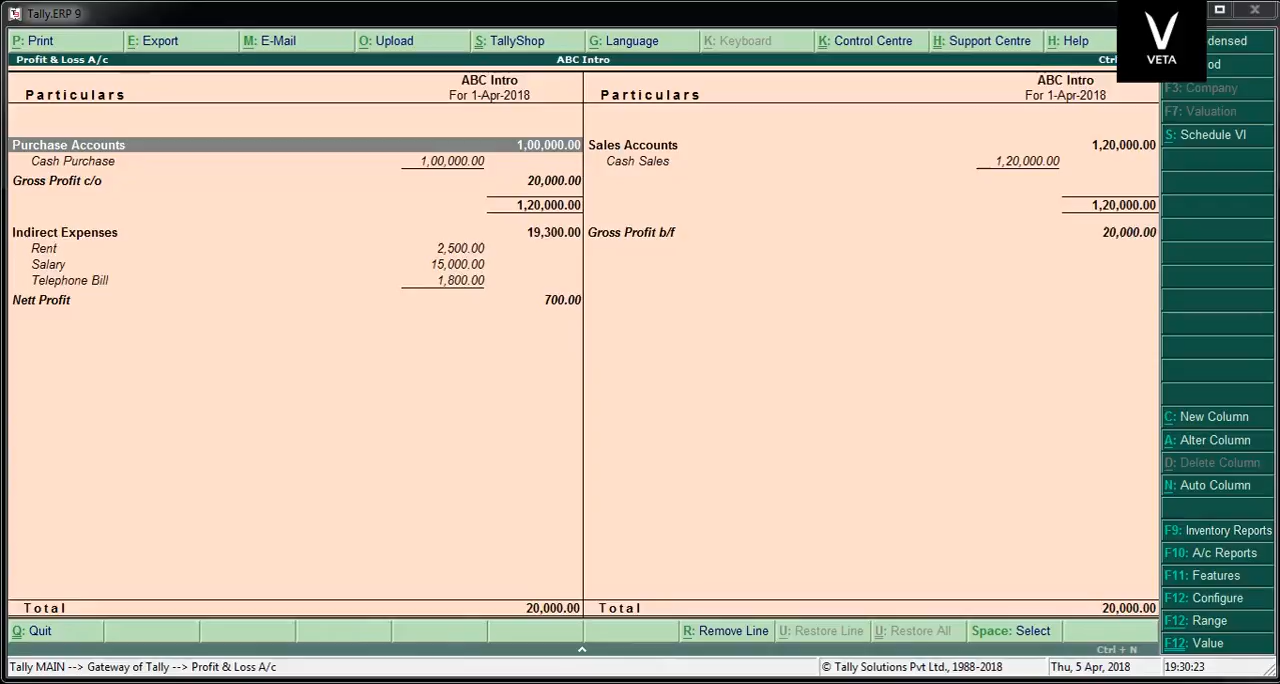 Tally.ERP 9
P: Print E: Export M: E-Mail O: Upload S: TallyShop G: Language K: Keyboard K: Control Centre H: Support Centre H: Help
VETA
Profit & Loss A/c ABC Intro
Particulars ABC Intro Particulars ABC Intro
For 1-Apr-2018 For 1-Apr-2018
Purchase Accounts 1,00,000.00 Sales Accounts 1,20,000.00
Cash Purchase 1,00,000.00 Cash Sales 1,20,000.00
Gross Profit c/o 20,000.00
1,20,000.00 1,20,000.00
Indirect Expenses 19,300.00 Gross Profit b/f 20,000.00
Rent 2,500.00
Salary 15,000.00
Telephone Bill 1,800.00
Nett Profit 700.00
Total 20,000.00 Total 20,000.00
F3: Company
F7: Valuation
S: Schedule VI
C: New Column
A: Alter Column
D: Delete Column
N: Auto Column
F9: Inventory Reports
F10: A/c Reports
F11: Features
F12: Configure
F12: Range
F12: Value
Q: Quit R: Remove Line U: Restore Line U: Restore All Space: Select
Ctrl + N
Tally MAIN --> Gateway of Tally --> Profit & Loss A/c © Tally Solutions Pvt Ltd., 1988-2018 Thu, 5 Apr, 2018 19:30:23